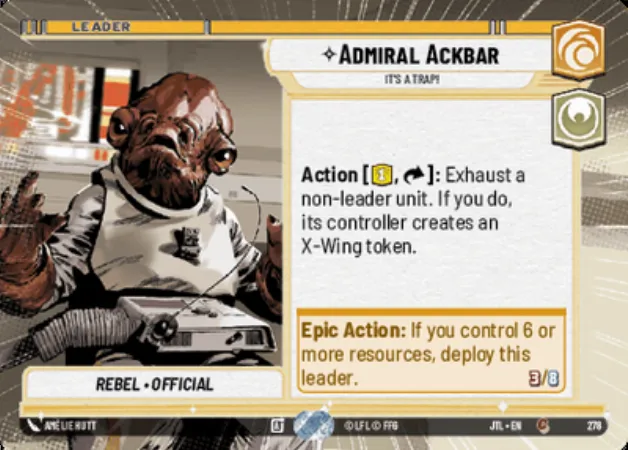 LEADER
ADMIRAL ACKBAR
IT'S A TRAP!
Action [1, ]: Exhaust a
non-leader unit. If you do,
its controller creates an
X-Wing token.
Epic Action: If you control 6 or
more resources, deploy this
leader.
3/8
REBEL • OFFICIAL
AMÉLIE HUTT
© LFL © FFG
JTL • EN
278